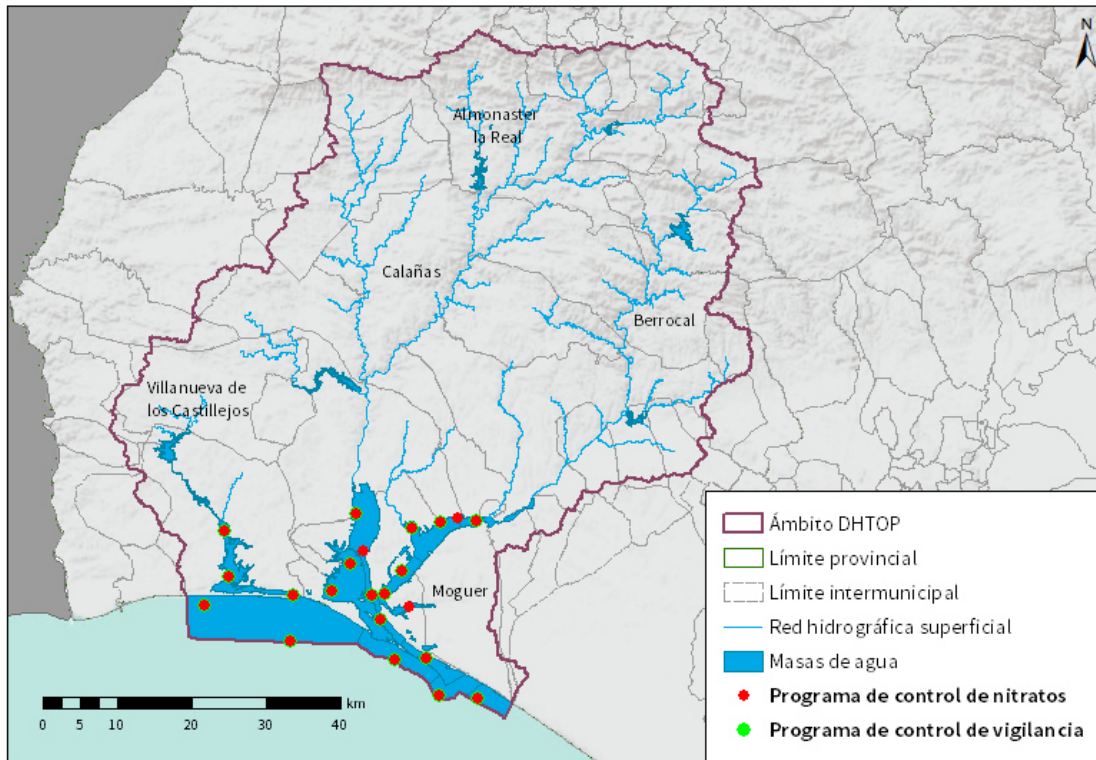 N
Almonaster
la Real
Calañas
Berrocal
Villanueva de
los Castillejos
Moguer
km
0 5 10 20 30 40
Ámbito DHTOP
Límite provincial
Límite intermunicipal
Red hidrográfica superficial
Masas de agua
Programa de control de nitratos
Programa de control de vigilancia